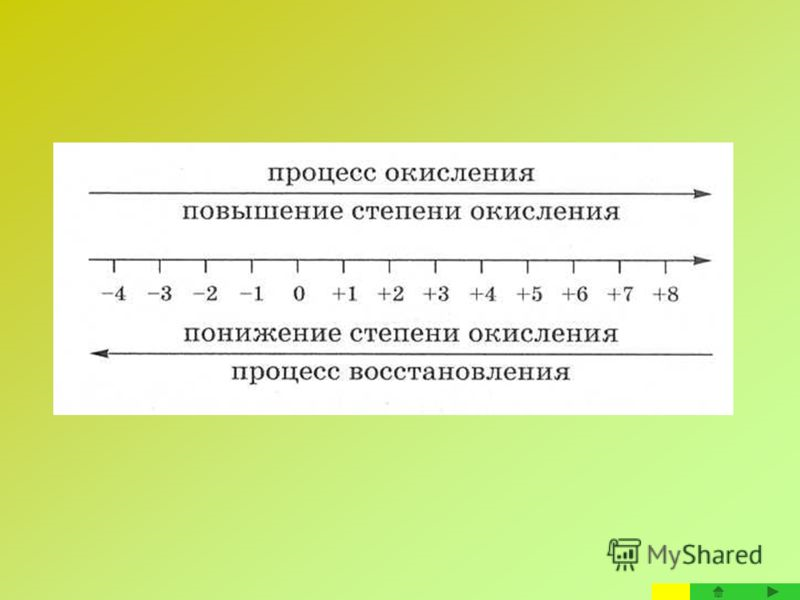 процесс окисления
повышение степени окисления
−4 −3 −2 −1 0 +1 +2 +3 +4 +5 +6 +7 +8
понижение степени окисления
процесс восстановления
MyShared